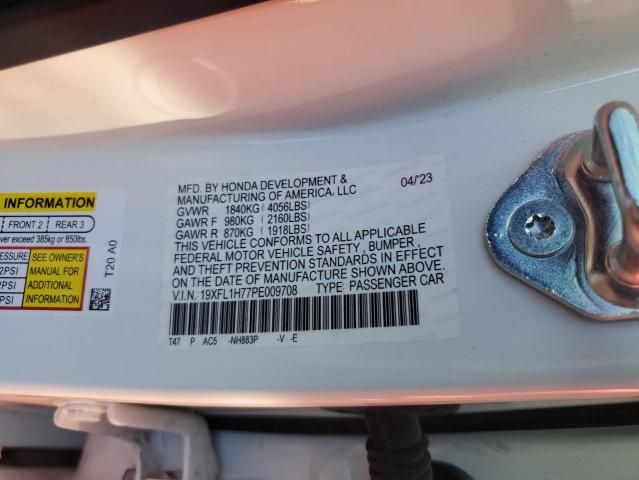 MFD. BY HONDA DEVELOPMENT &
MANUFACTURING OF AMERICA, LLC 04/'23
GVWR 1840KG(4056LBS)
GAWR F 980KG(2160LBS)
GAWR R 870KG(1918LBS)
THIS VEHICLE CONFORMS TO ALL APPLICABLE
FEDERAL MOTOR VEHICLE SAFETY, BUMPER,
AND THEFT PREVENTION STANDARDS IN EFFECT
ON THE DATE OF MANUFACTURE SHOWN ABOVE.
V.I.N. 19XFL1H77PE009708 TYPE: PASSENGER CAR
T47 P AC5 -NH883P -V -E
INFORMATION
FRONT 2 REAR 3
exceed 385kg or 850lbs.
SEE OWNER'S
MANUAL FOR
ADDITIONAL
INFORMATION
PSI
PSI
T20 A0